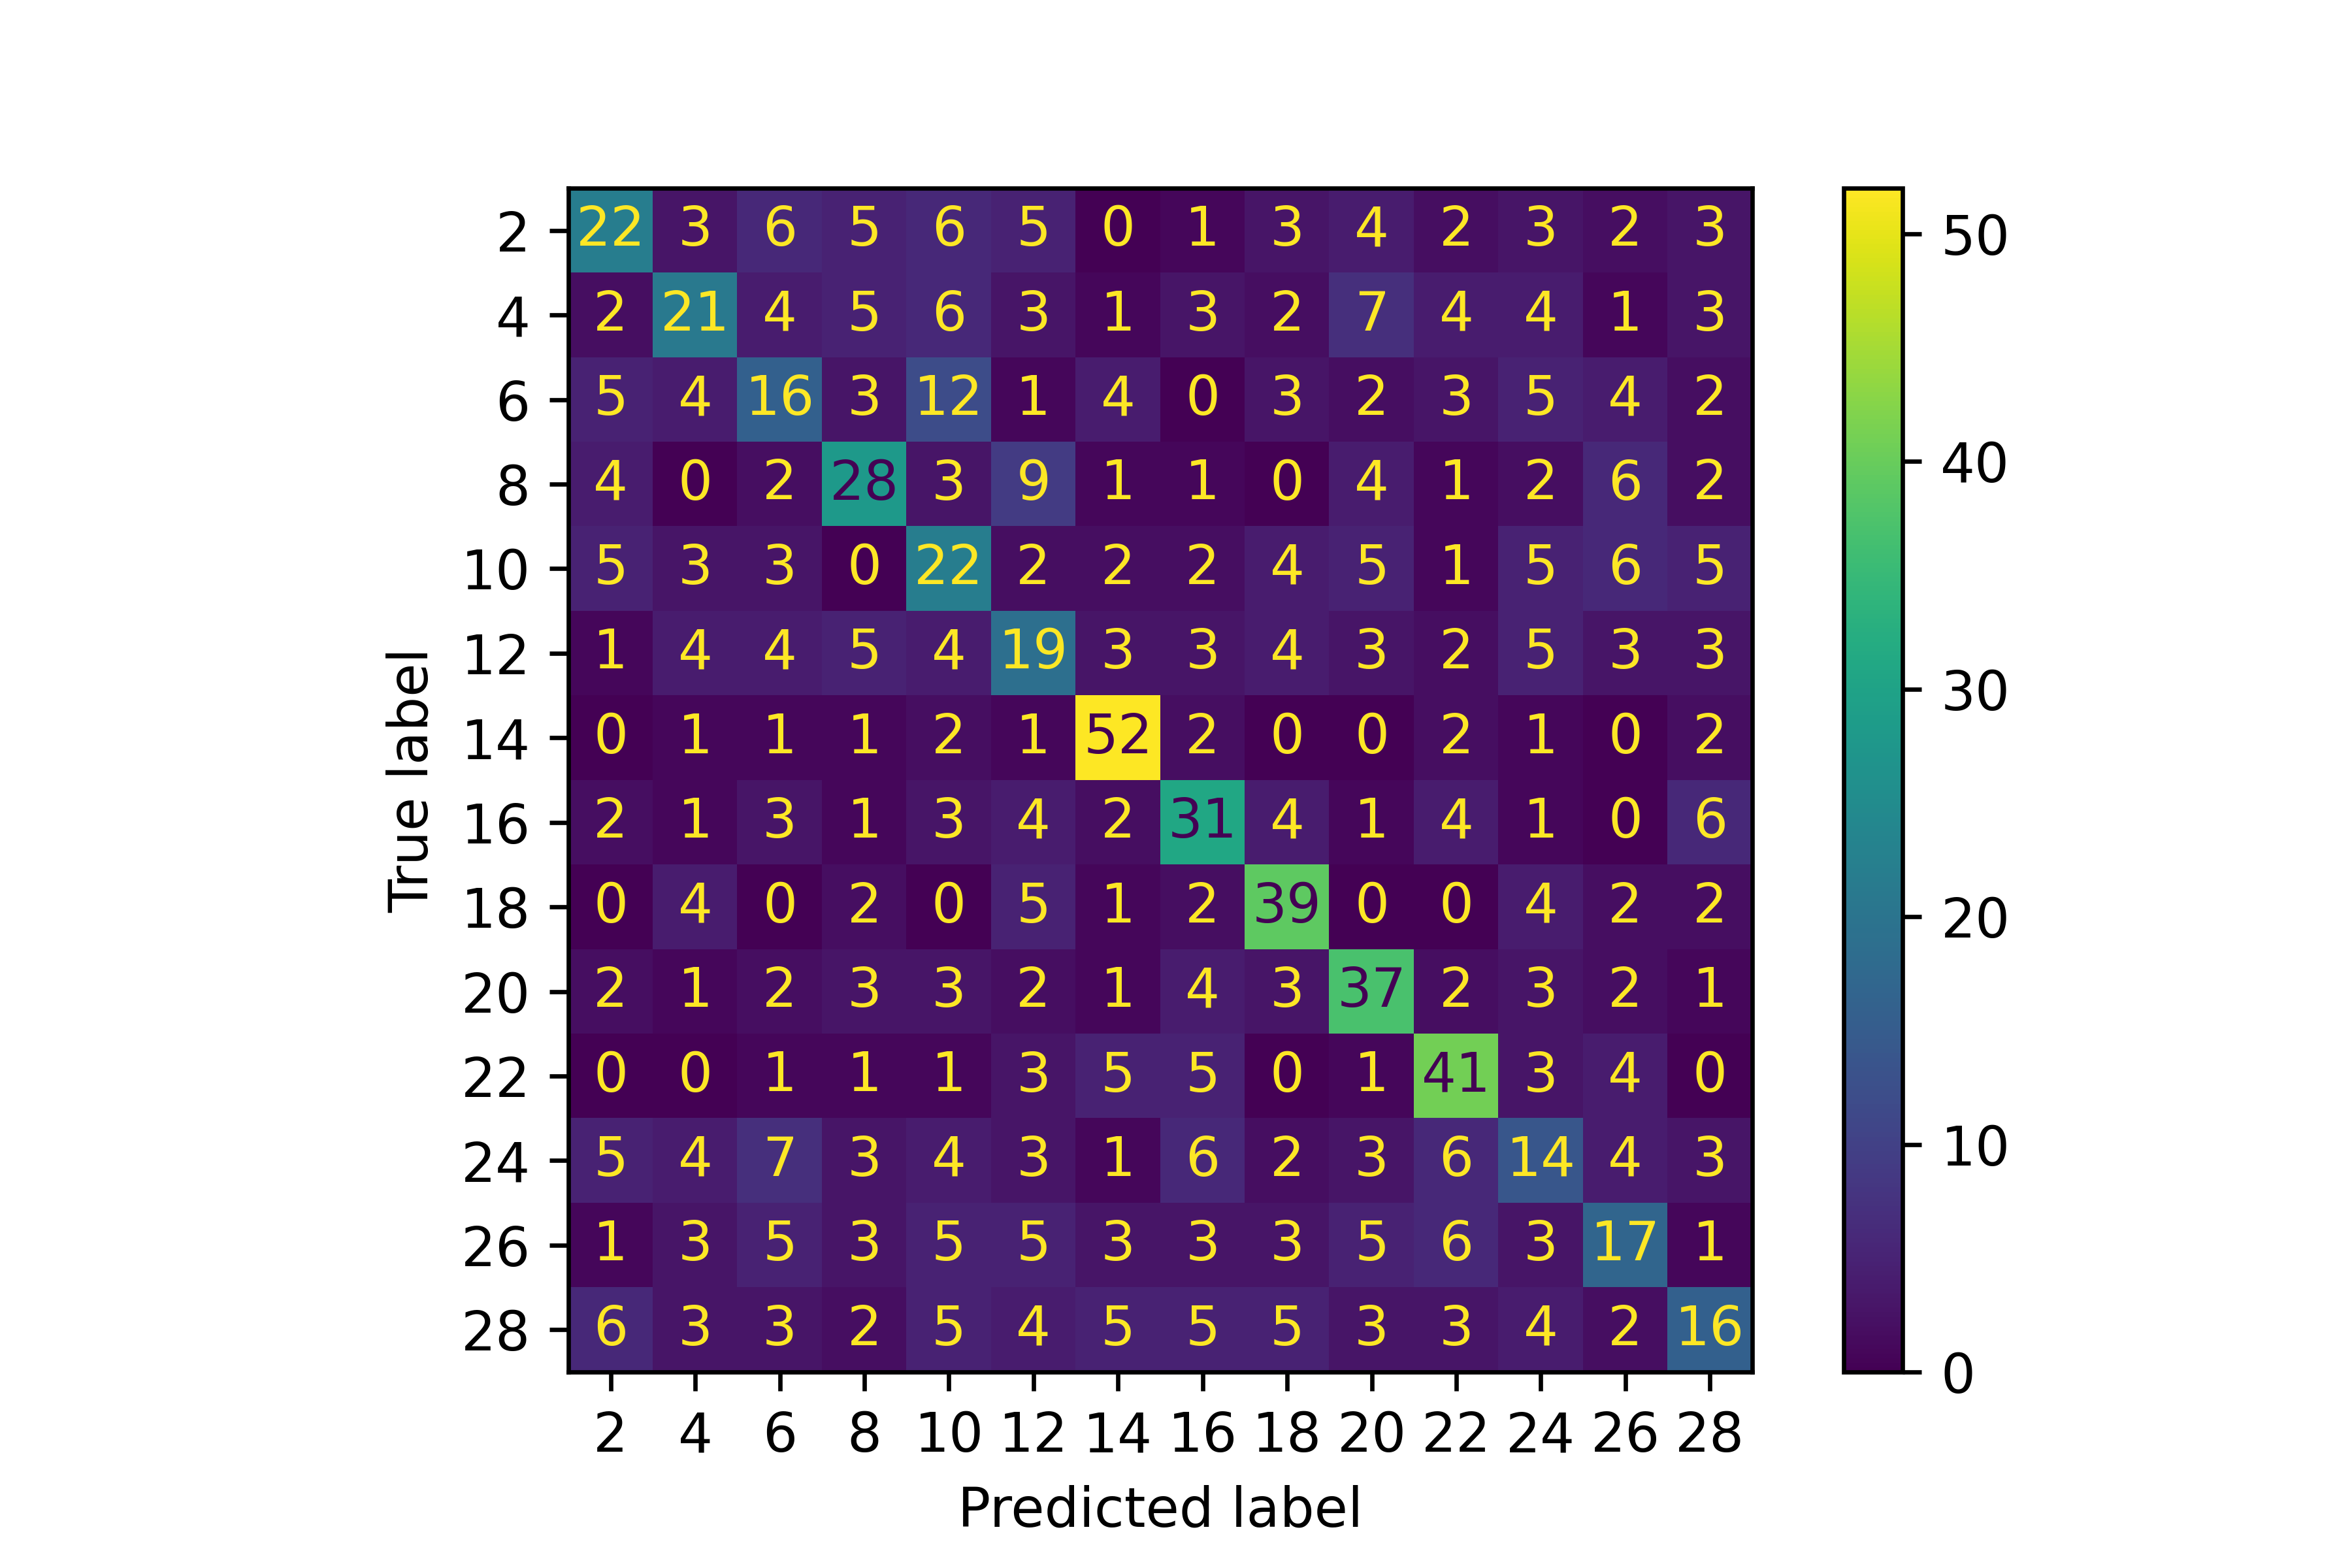 2 22 3 6 5 6 5 0 1 3 4 2 3 2 3
4 2 21 4 5 6 3 1 3 2 7 4 4 1 3
6 5 4 16 3 12 1 4 0 3 2 3 5 4 2
8 4 0 2 28 3 9 1 1 0 4 1 2 6 2
10 5 3 3 0 22 2 2 2 4 5 1 5 6 5
12 1 4 4 5 4 19 3 3 4 3 2 5 3 3
14 0 1 1 1 2 1 52 2 0 0 2 1 0 2
16 2 1 3 1 3 4 2 31 4 1 4 1 0 6
18 0 4 0 2 0 5 1 2 39 0 0 4 2 2
20 2 1 2 3 3 2 1 4 3 37 2 3 2 1
22 0 0 1 1 1 3 5 5 0 1 41 3 4 0
24 5 4 7 3 4 3 1 6 2 3 6 14 4 3
26 1 3 5 3 5 5 3 3 3 5 6 3 17 1
28 6 3 3 2 5 4 5 5 5 3 3 4 2 16
2 4 6 8 10 12 14 16 18 20 22 24 26 28
Predicted label
True label
50
40
30
20
10
0